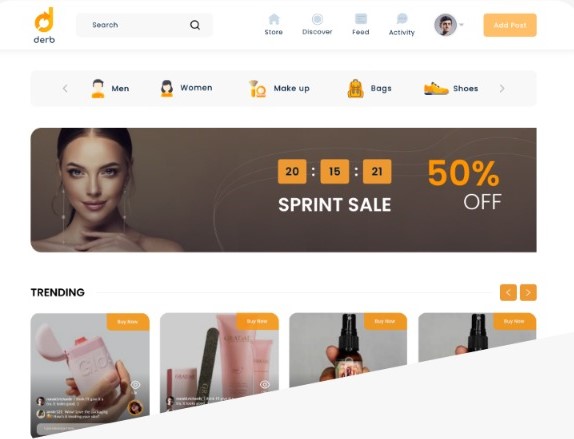 derb
Search
Store
Discover
Feed
Activity
Add Post
Men
Women
Make up
Bags
Shoes
20 : 15 : 21
SPRINT SALE
50%
OFF
TRENDING
Buy Now
Buy Now
Buy Now
Buy Now